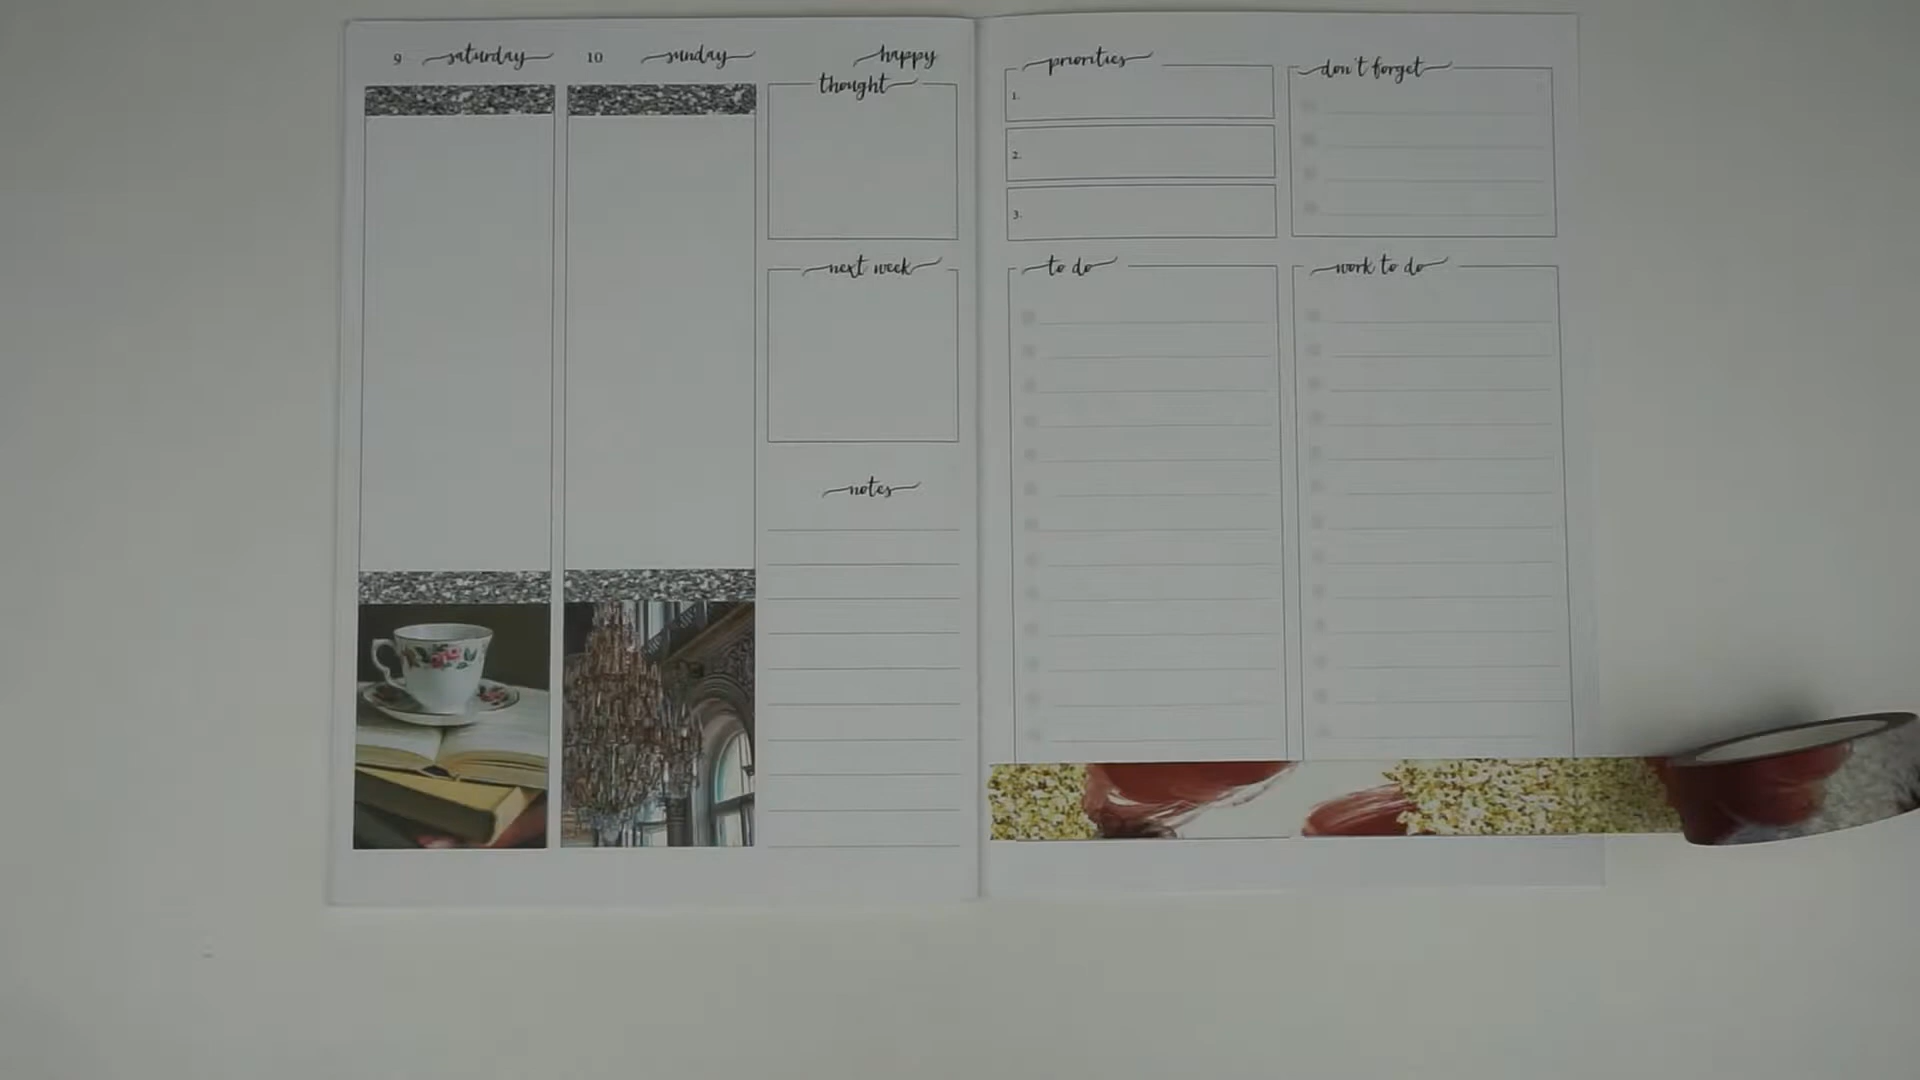 9 saturday
10 sunday
happy
thought
next week
notes
priorities
1.
2.
3.
don't forget
to do
work to do